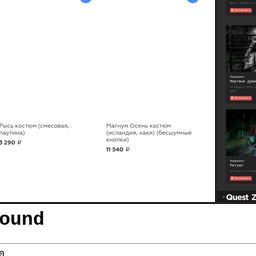 Рысь костюм (смесовая,
паутина)
3 290 ₽
Магнум Осень костюм
(исландия, хаки) (бесшумные
кнопки)
11 540 ₽
Мертвые души
Ритуал
Quest Z
ound